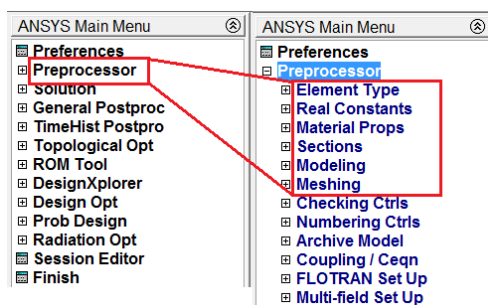 ANSYS Main Menu
Preferences
Preprocessor
Solution
General Postproc
TimeHist Postpro
Topological Opt
ROM Tool
DesignXplorer
Design Opt
Prob Design
Radiation Opt
Session Editor
Finish
ANSYS Main Menu
Preferences
Preprocessor
Element Type
Real Constants
Material Props
Sections
Modeling
Meshing
Checking Ctrls
Numbering Ctrls
Archive Model
Coupling / Ceqn
FLOTRAN Set Up
Multi-field Set Up